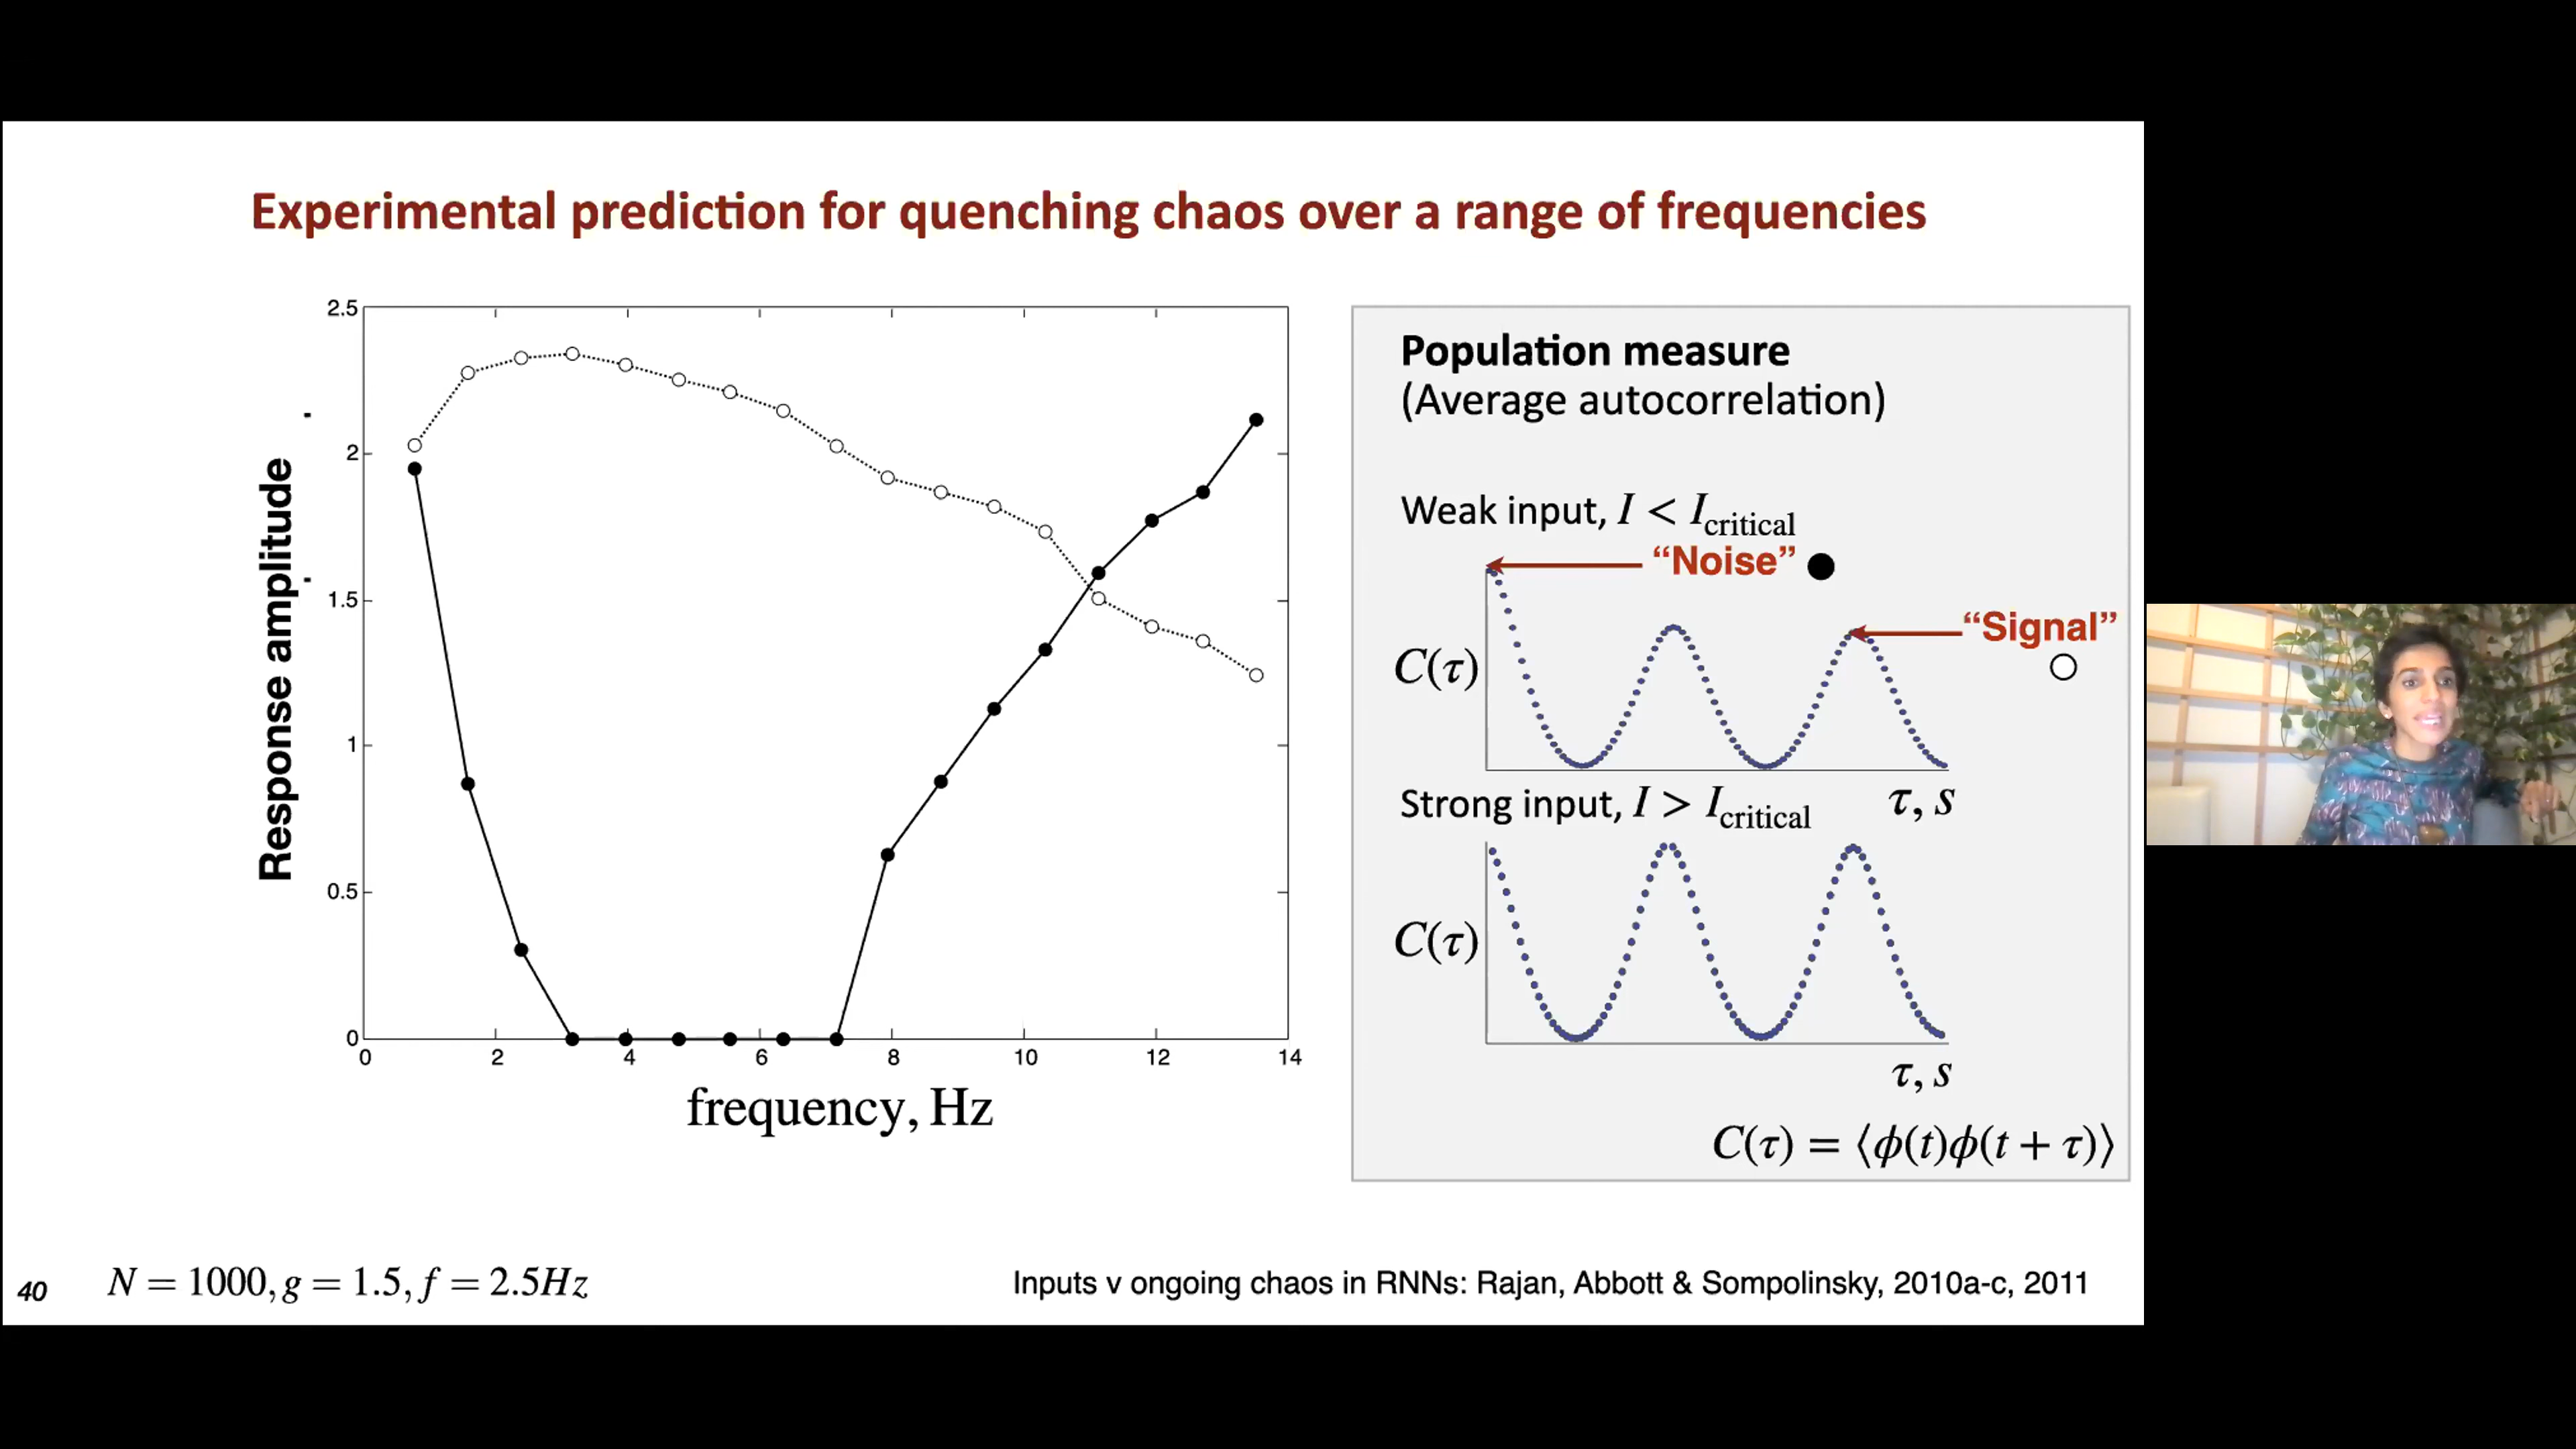 Experimental prediction for quenching chaos over a range of frequencies
Response amplitude
2.5
2
1.5
1
0.5
0
0 2 4 6 8 10 12 14
frequency, Hz
Population measure
(Average autocorrelation)
Weak input, I < I_critical
“Noise”
“Signal”
C(τ)
τ, s
Strong input, I > I_critical
C(τ)
τ, s
C(τ) = ⟨ϕ(t)ϕ(t + τ)⟩
40
N = 1000, g = 1.5, f = 2.5Hz
Inputs v ongoing chaos in RNNs: Rajan, Abbott & Sompolinsky, 2010a-c, 2011